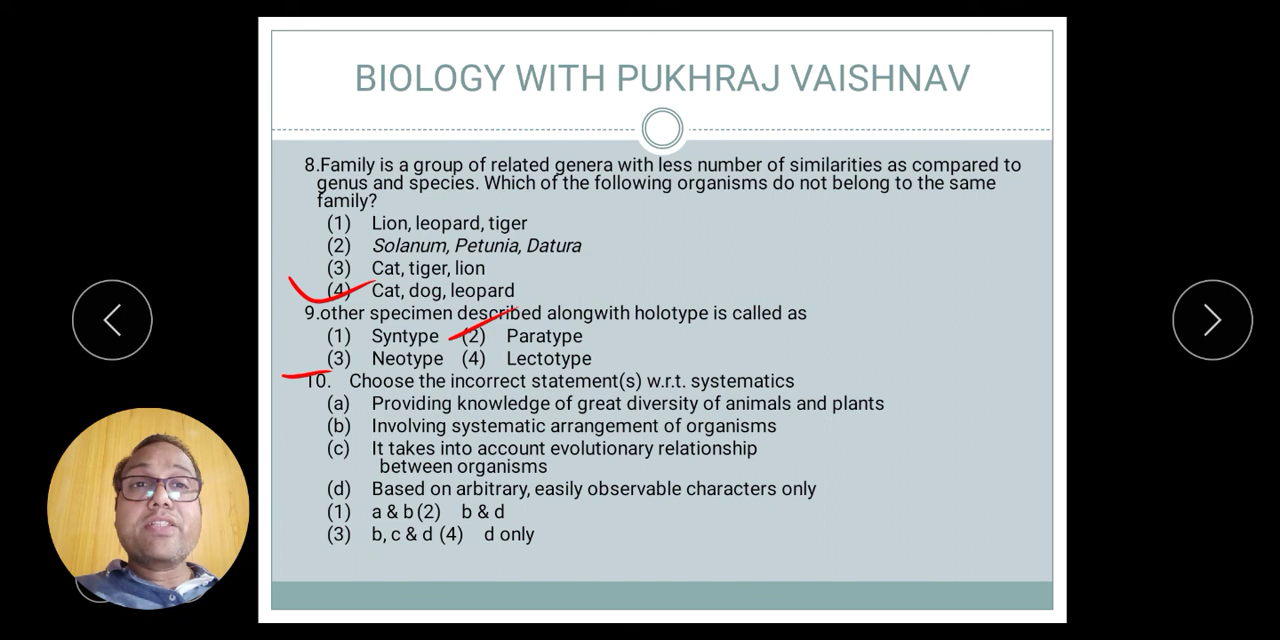 BIOLOGY WITH PUKHRAJ VAISHNAV
8.Family is a group of related genera with less number of similarities as compared to
genus and species. Which of the following organisms do not belong to the same
family?
(1) Lion, leopard, tiger
(2) Solanum, Petunia, Datura
(3) Cat, tiger, lion
(4) Cat, dog, leopard
9.other specimen described alongwith holotype is called as
(1) Syntype (2) Paratype
(3) Neotype (4) Lectotype
10. Choose the incorrect statement(s) w.r.t. systematics
(a) Providing knowledge of great diversity of animals and plants
(b) Involving systematic arrangement of organisms
(c) It takes into account evolutionary relationship
between organisms
(d) Based on arbitrary, easily observable characters only
(1) a & b (2) b & d
(3) b, c & d (4) d only